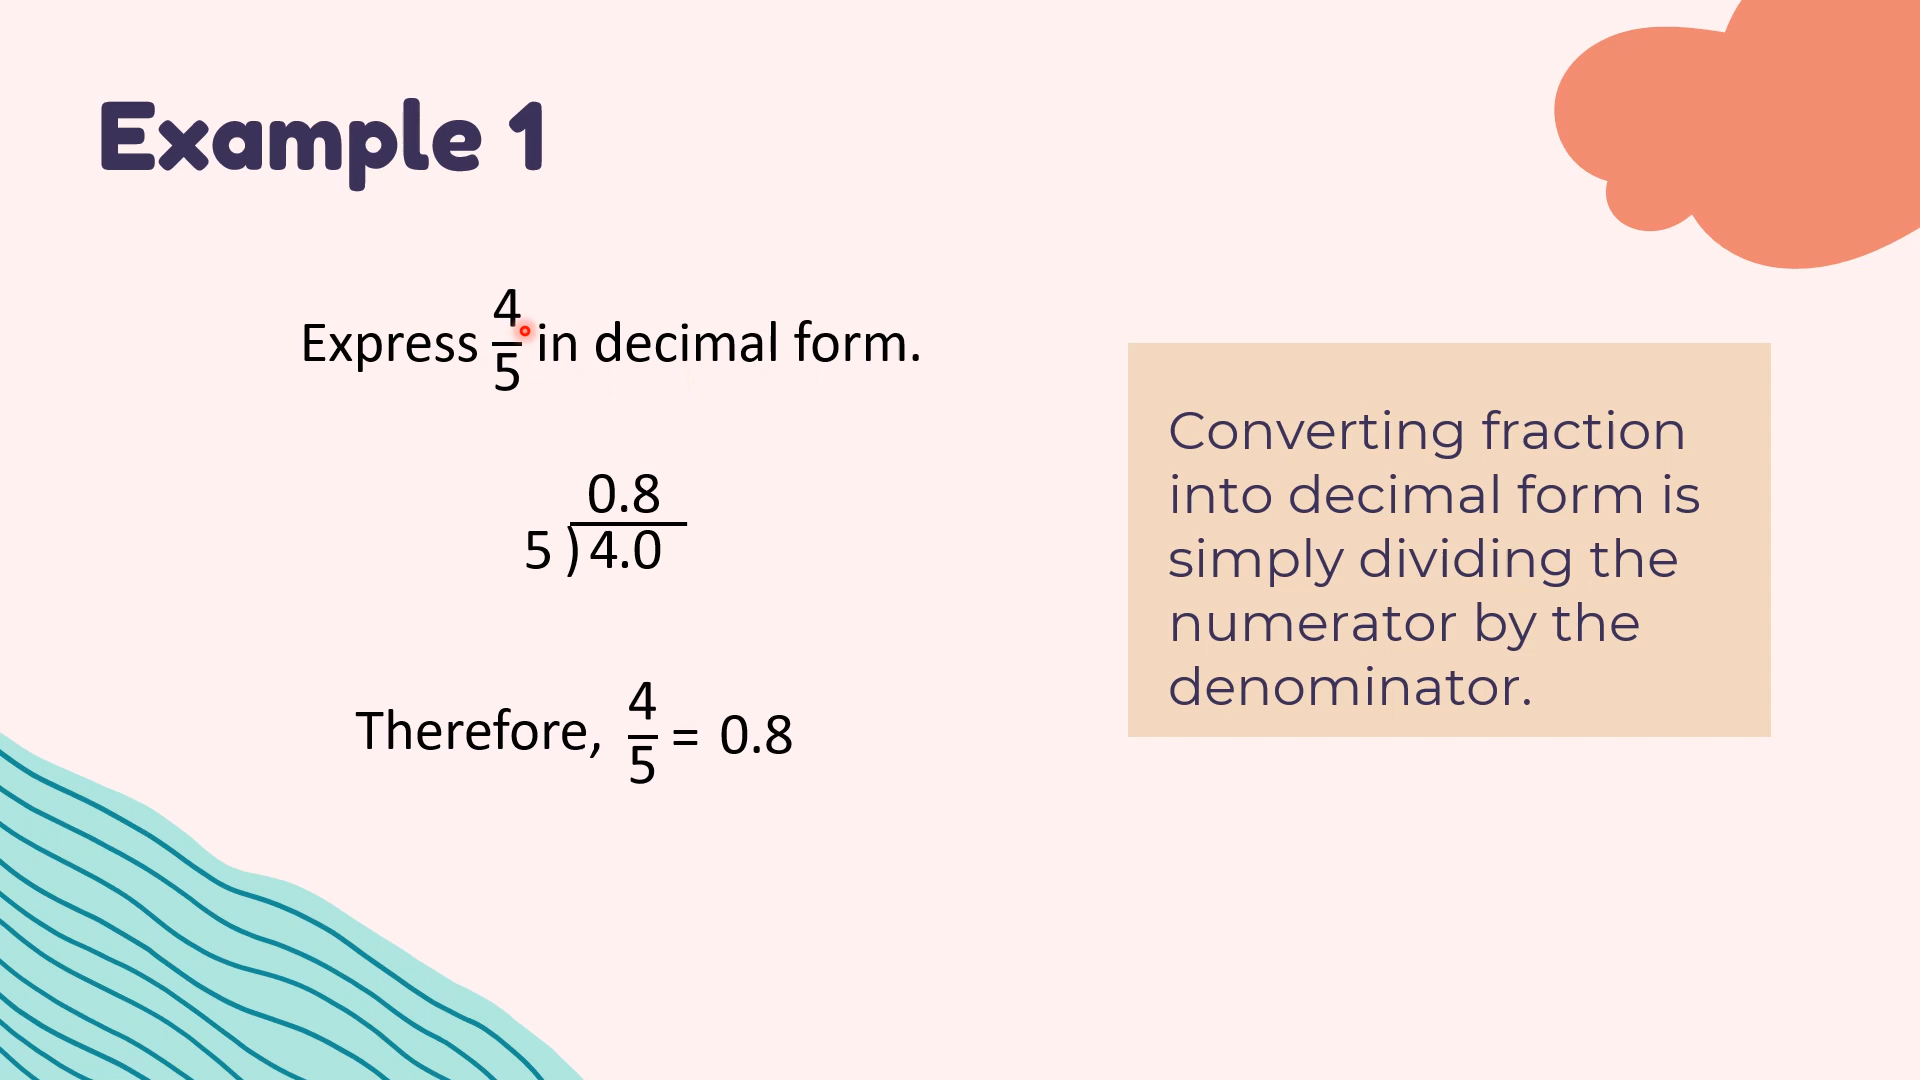 Example 1
Express 4/5 in decimal form.
0.8
5 ) 4.0
Therefore, 4/5 = 0.8
Converting fraction
into decimal form is
simply dividing the
numerator by the
denominator.